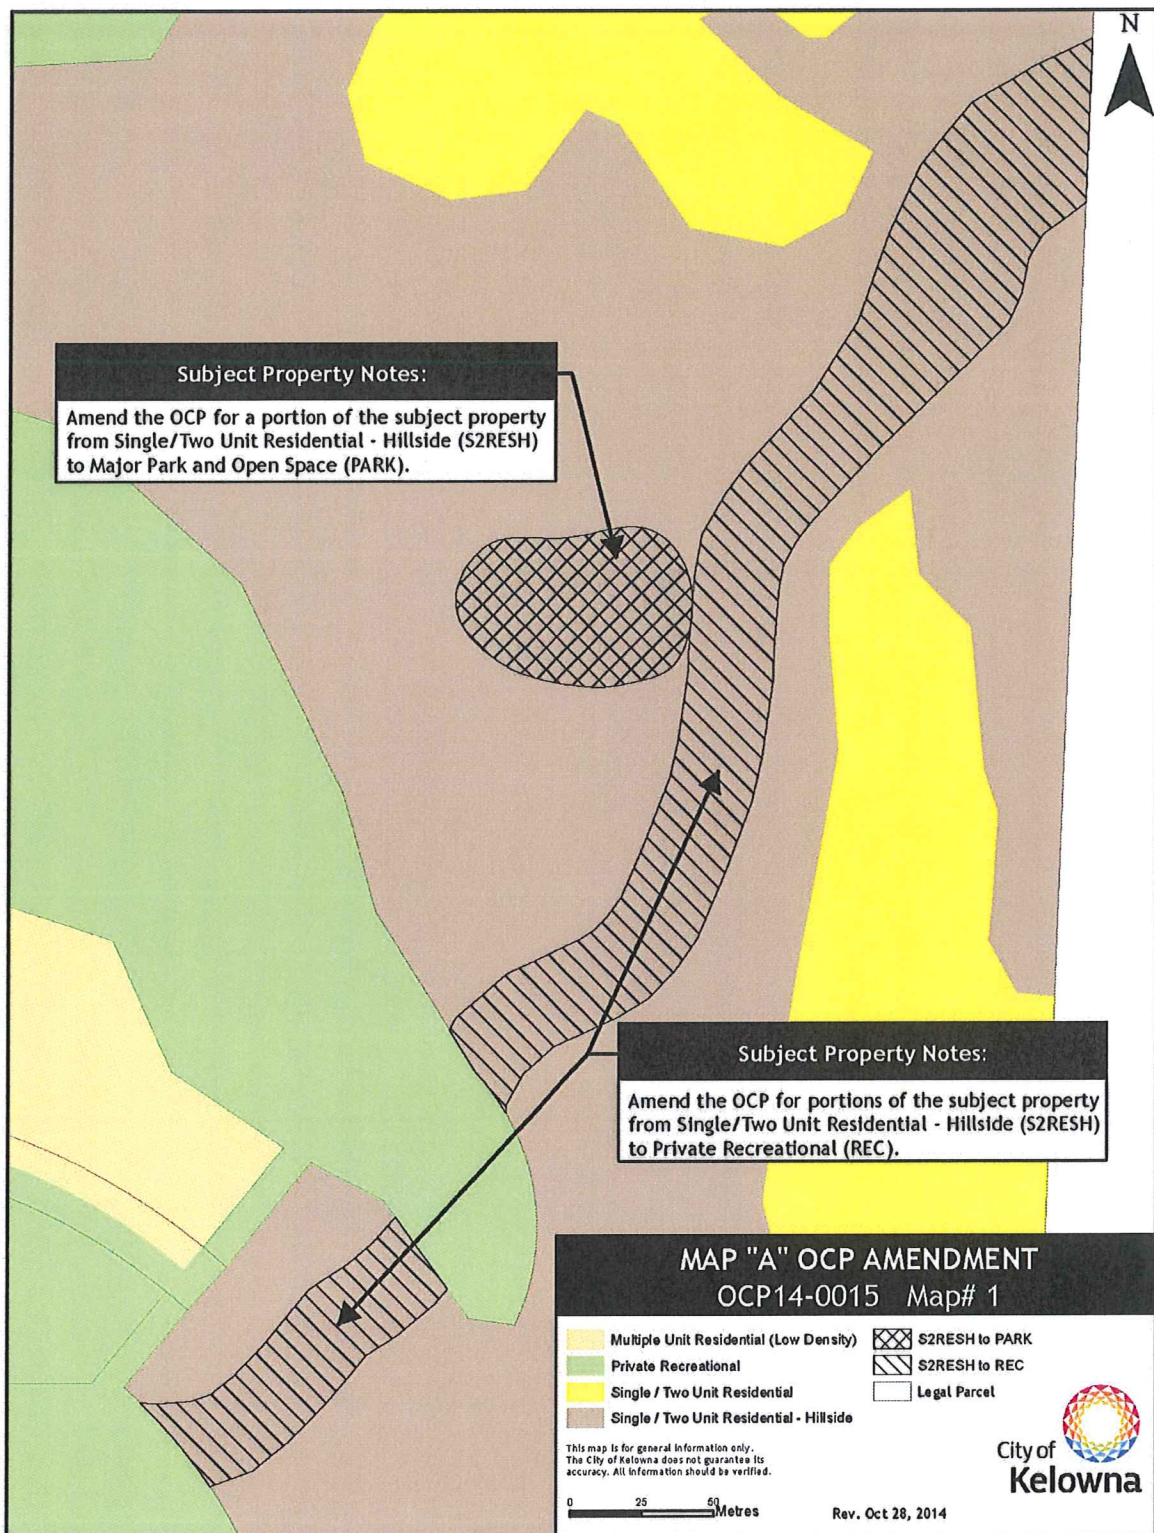 N
Subject Property Notes:
Amend the OCP for a portion of the subject property
from Single/Two Unit Residential - Hillside (S2RESH)
to Major Park and Open Space (PARK).
Subject Property Notes:
Amend the OCP for portions of the subject property
from Single/Two Unit Residential - Hillside (S2RESH)
to Private Recreational (REC).
MAP "A" OCP AMENDMENT
OCP14-0015 Map# 1
Multiple Unit Residential (Low Density)
Private Recreational
Single / Two Unit Residential
Single / Two Unit Residential - Hillside
S2RESH to PARK
S2RESH to REC
Legal Parcel
This map is for general information only.
The City of Kelowna does not guarantee its
accuracy. All information should be verified.
0 25 50
Metres
Rev. Oct 28, 2014
City of
Kelowna